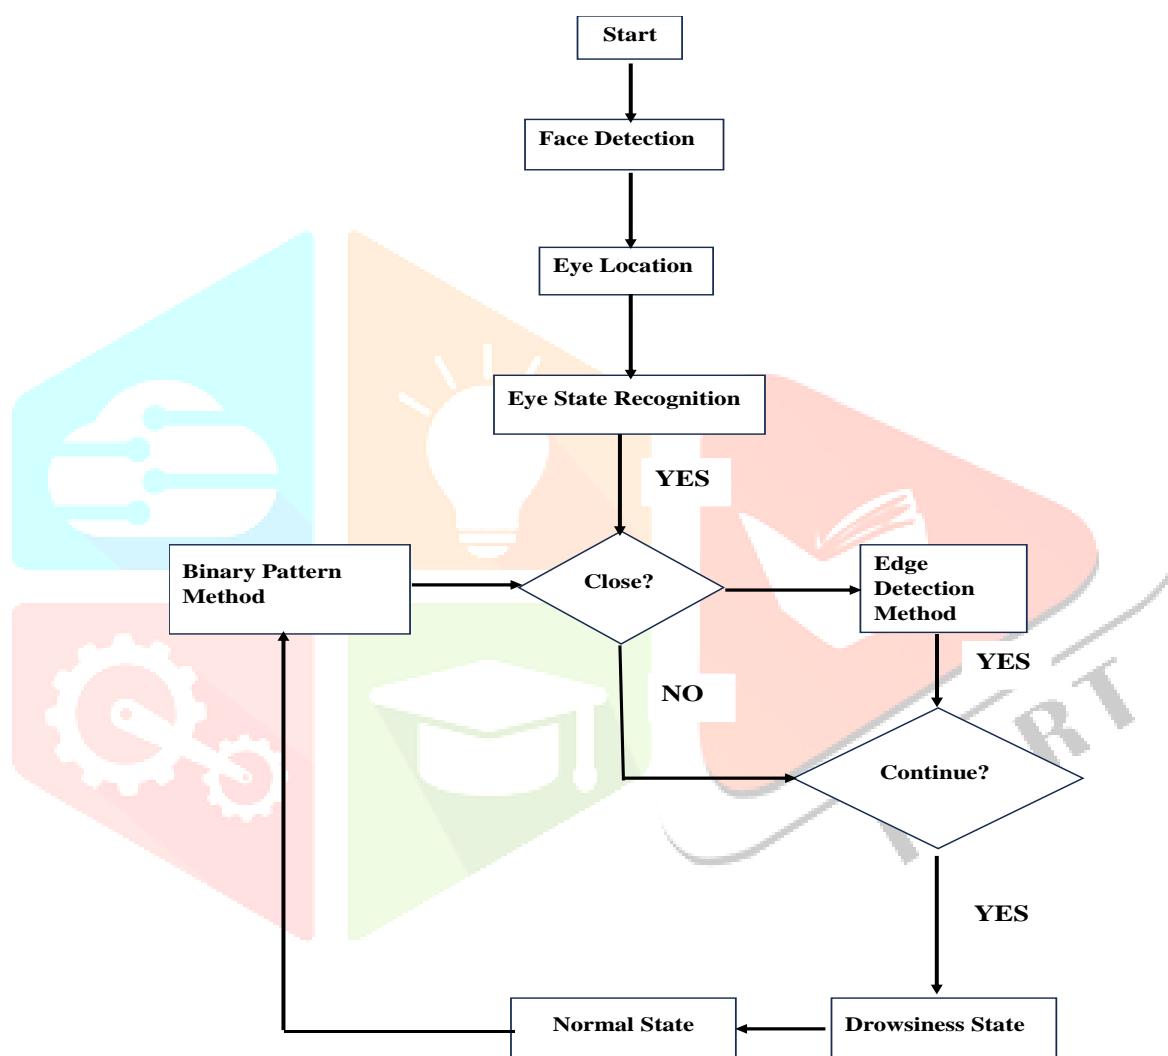 Start
Face Detection
Eye Location
Eye State Recognition
YES
Binary Pattern
Method
Close?
Edge
Detection
Method
NO
YES
Continue?
YES
Normal State
Drowsiness State